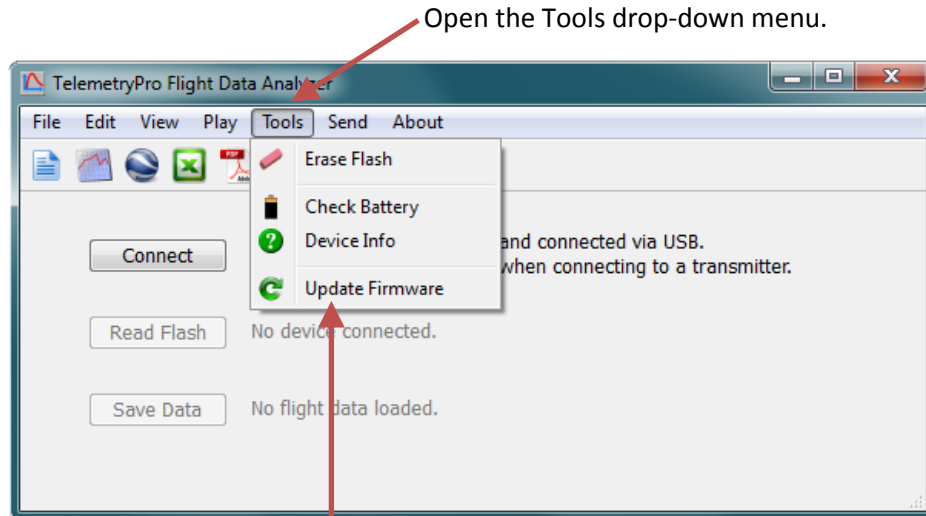 Open the Tools drop-down menu.
TelemetryPro Flight Data Analyzer
File Edit View Play Tools Send About
PDF
Erase Flash
Check Battery
Device Info
Connect
and connected via USB.
when connecting to a transmitter.
Update Firmware
Read Flash No device connected.
Save Data No flight data loaded.